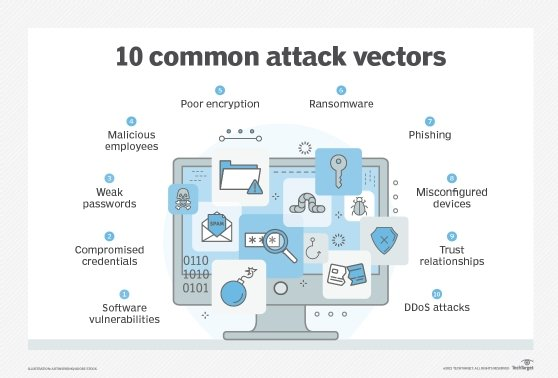 10 common attack vectors
5
Poor encryption
6
Ransomware
4
Malicious
employees
7
Phishing
3
Weak
passwords
8
Misconfigured
devices
SPAM
2
Compromised
credentials
9
Trust
relationships
0110
1010
0101
1
Software
vulnerabilities
10
DDoS attacks
TechTarget